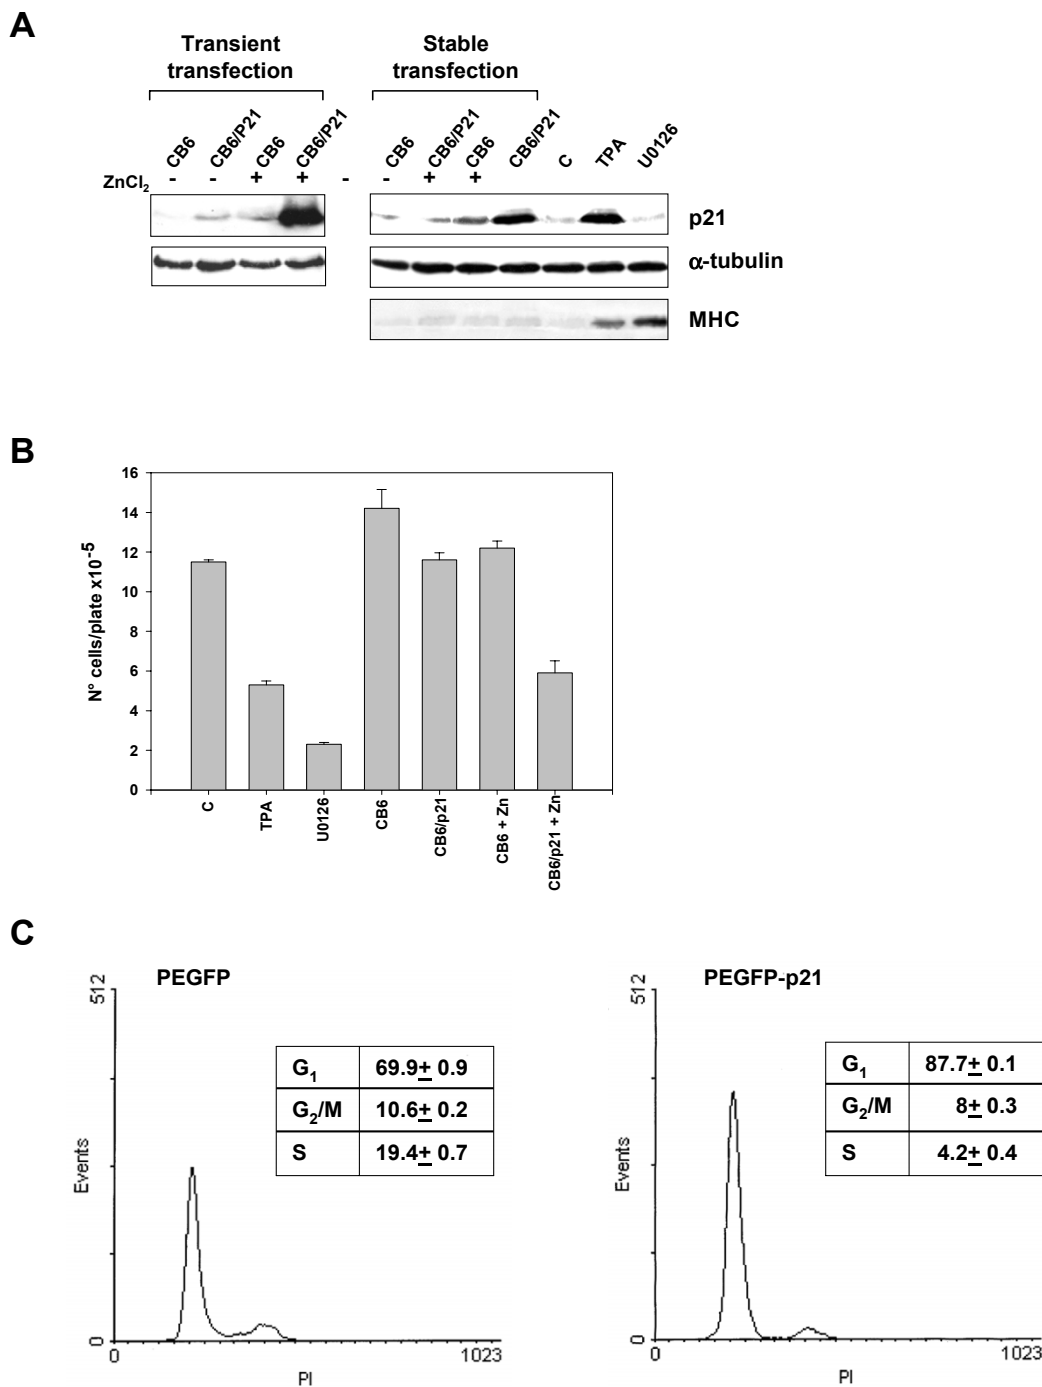 A
Transient
transfection
Stable
transfection
CB6 CB6/P21 CB6 CB6/P21 CB6 CB6/P21 CB6 CB6/P21 C TPA U0126
ZnCl2 - - + + - - + +
p21
α-tubulin
MHC
B
N° cells/plate x10-5
16
14
12
10
8
6
4
2
0
C
TPA
U0126
CB6
CB6/p21
CB6 + Zn
CB6/p21 + Zn
C
PEGFP
512
Events
0
0
1023
PI
G1 69.9± 0.9
G2/M 10.6± 0.2
S 19.4± 0.7
PEGFP-p21
512
Events
0
0
1023
PI
G1 87.7± 0.1
G2/M 8± 0.3
S 4.2± 0.4